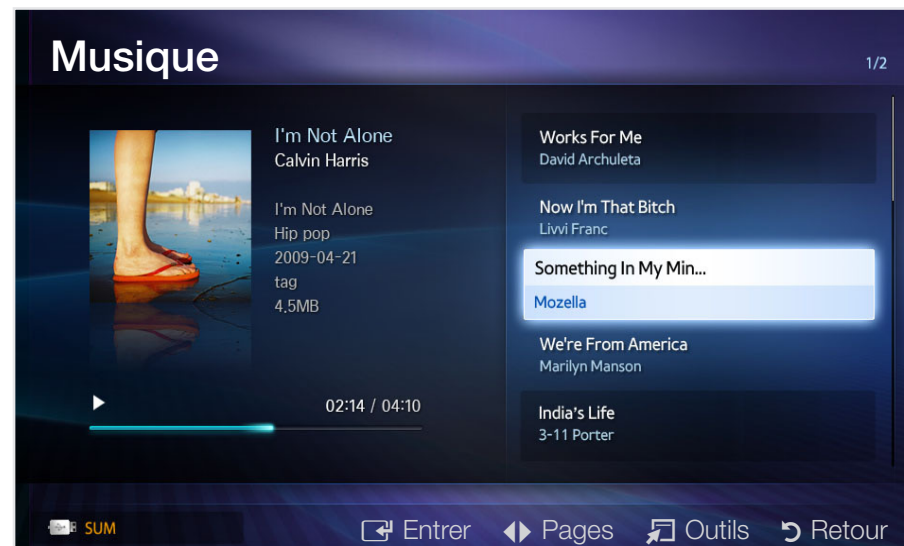 Musique
1/2
I'm Not Alone
Calvin Harris
I'm Not Alone
Hip pop
2009-04-21
tag
4.5MB
02:14 / 04:10
Works For Me
David Archuleta
Now I'm That Bitch
Livvi Franc
Something In My Min...
Mozella
We're From America
Marilyn Manson
India's Life
3-11 Porter
SUM
Entrer
Pages
Outils
Retour